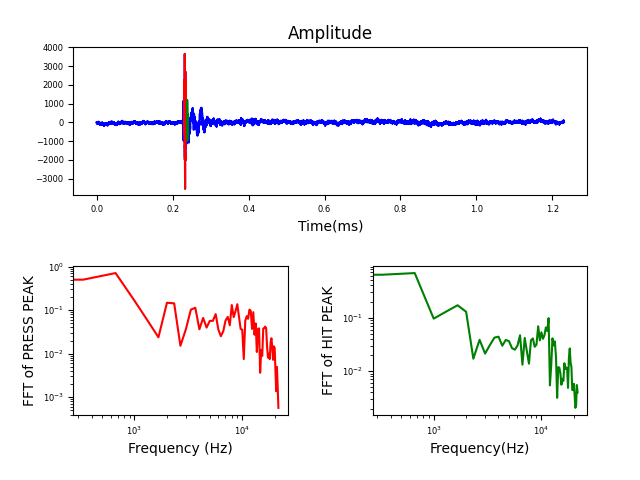 Amplitude
4000
3000
2000
1000
0
−1000
−2000
−3000
0.0 0.2 0.4 0.6 0.8 1.0 1.2
Time(ms)
FFT of PRESS PEAK
10⁰
10⁻¹
10⁻²
10⁻³
10³ 10⁴
Frequency (Hz)
FFT of HIT PEAK
10⁻¹
10⁻²
10³ 10⁴
Frequency(Hz)